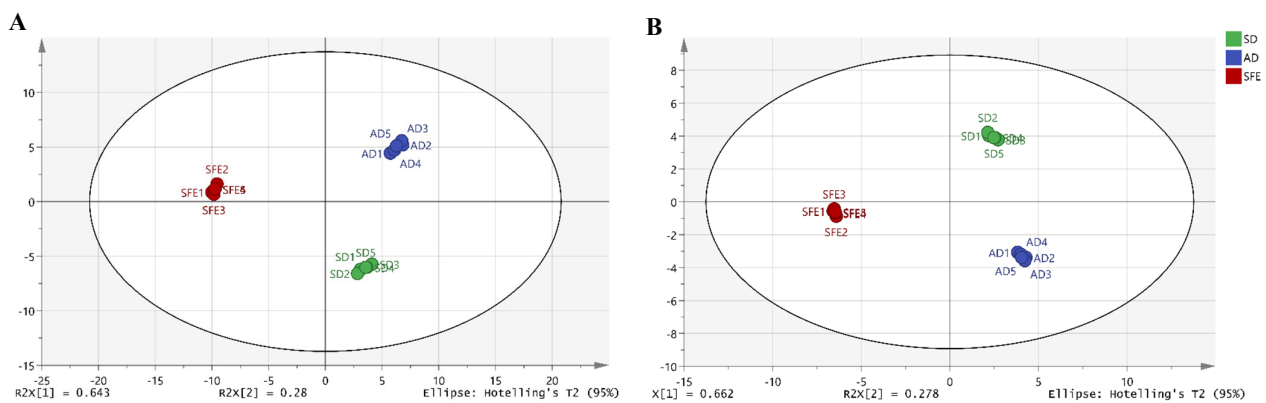 A
B
SD
AD
SFE
10
5
0
-5
-10
-15
-25
-20
-15
-10
-5
0
5
10
15
20
AD5
AD3
AD1
AD2
AD4
SFE2
SFE1
SFE3
SD1
SD5
SD2
SD3
R2X[1] = 0.643
R2X[2] = 0.28
Ellipse: Hotelling's T2 (95%)
8
6
4
2
0
-2
-4
-6
-8
-10
-15
-10
-5
0
5
10
SD2
SD1
SD5
SFE3
SFE1
SFE2
AD4
AD1
AD2
AD5
AD3
X[1] = 0.662
R2X[2] = 0.278
Ellipse: Hotelling's T2 (95%)